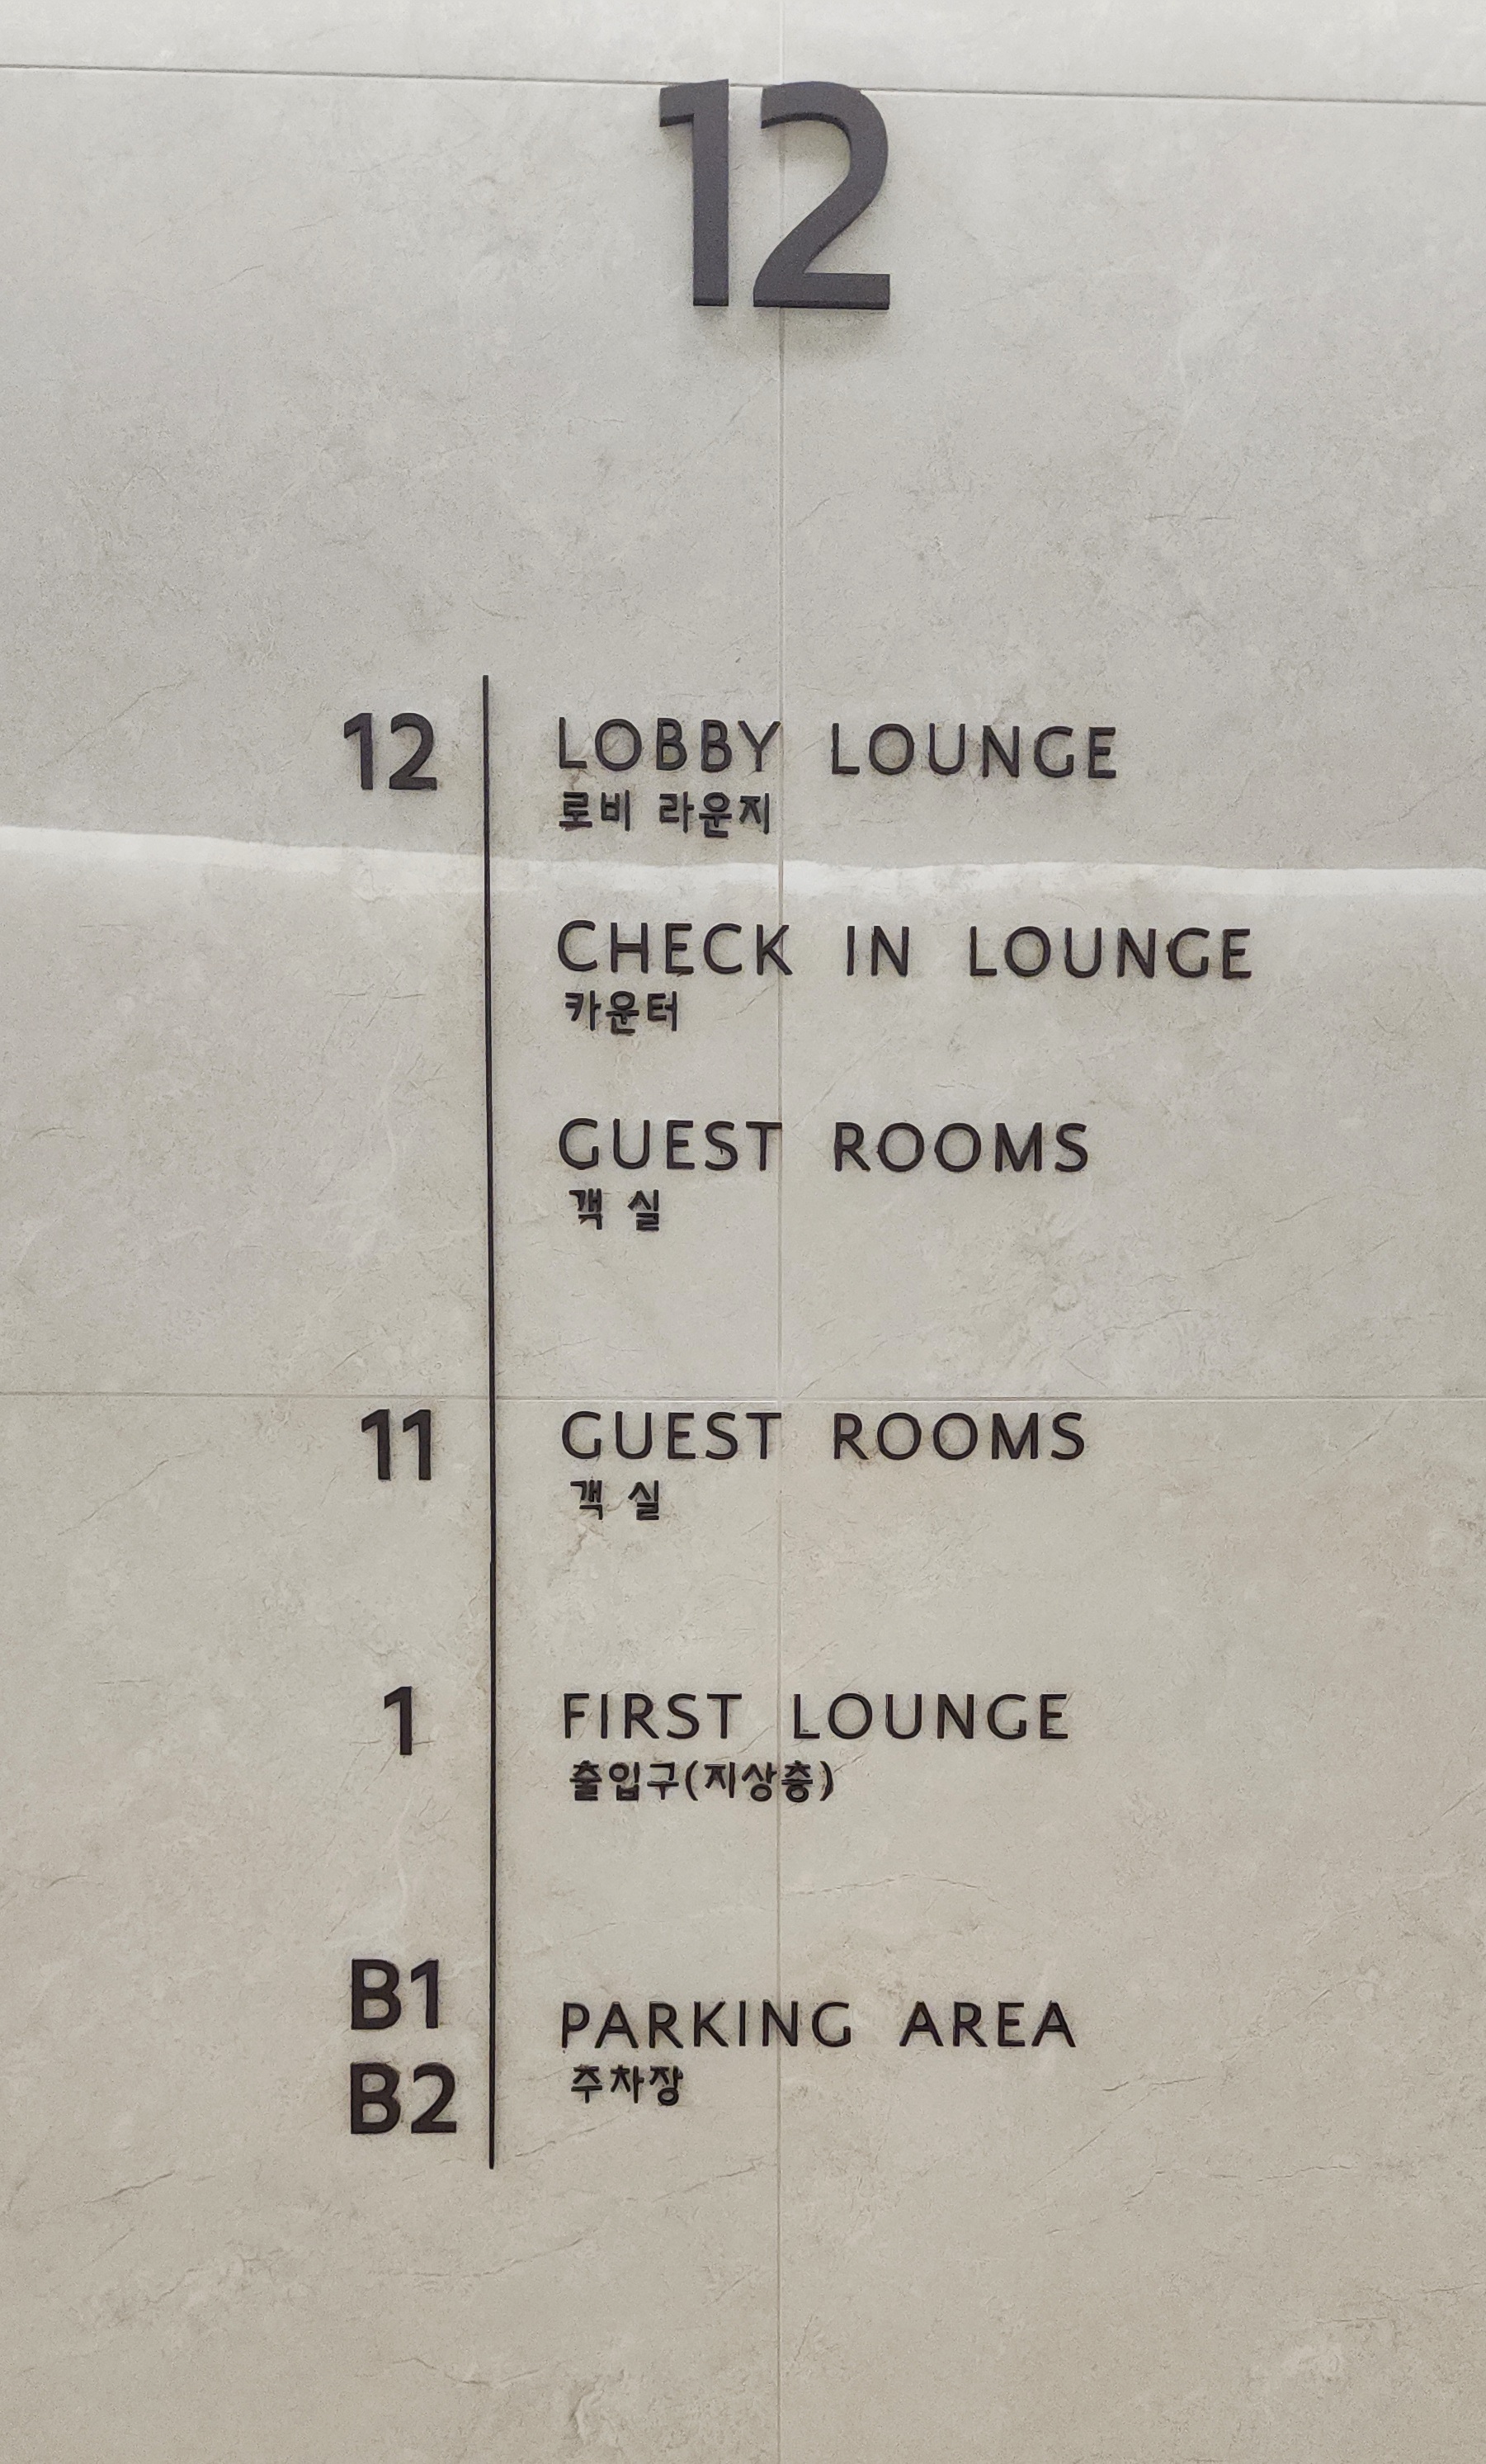 12
12 LOBBY LOUNGE
로비 라운지
CHECK IN LOUNGE
카운터
GUEST ROOMS
객 실
11 GUEST ROOMS
객 실
1 FIRST LOUNGE
출입구(지상층)
B1
B2
PARKING AREA
주차장